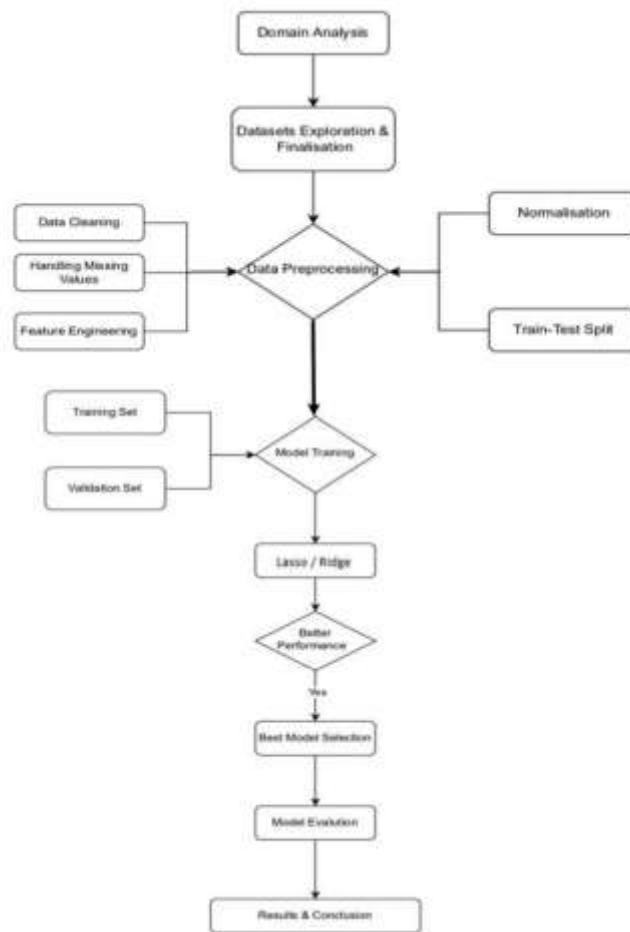 Domain Analysis
Datasets Exploration &
Finalisation
Data Cleaning
Handling Missing
Values
Feature Engineering
Data Preprocessing
Normalisation
Train-Test Split
Training Set
Validation Set
Model Training
Lasso / Ridge
Better
Performance
Yes
Best Model Selection
Model Evalution
Results & Conclusion